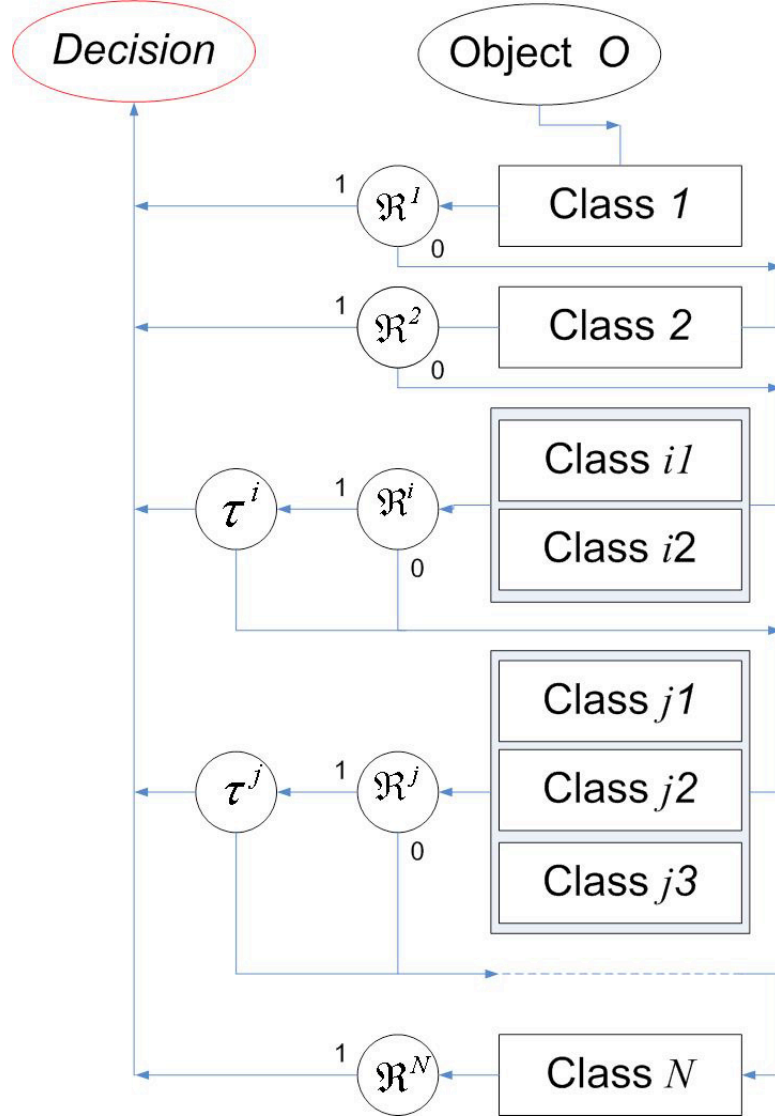 Decision Object O
1 ℜ¹ Class 1
0
1 ℜ² Class 2
0
Class i1
τⁱ 1 ℜⁱ
Class i2
0
Class j1
τʲ 1 ℜʲ Class j2
0
Class j3
1 ℜᴺ Class N